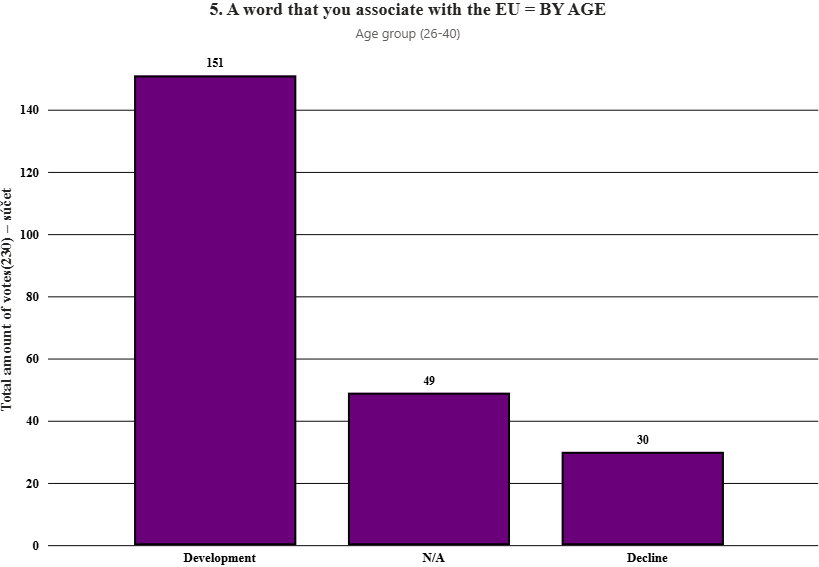 5. A word that you associate with the EU = BY AGE
Age group (26-40)
Total amount of votes(230) – súčet
151
140
120
100
80
60
49
40
30
20
0
Development
N/A
Decline